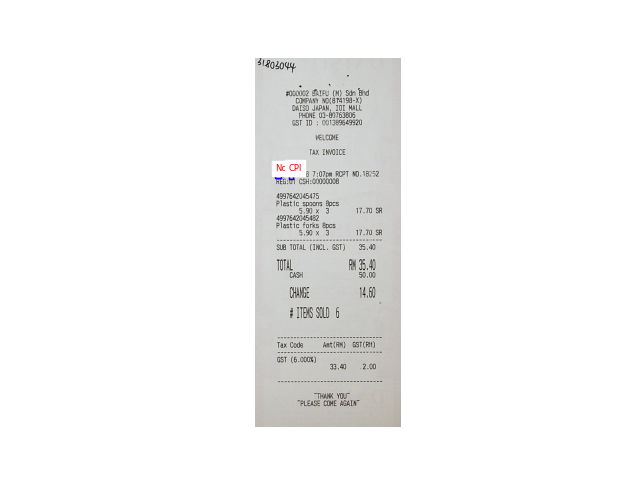 31803044
#000002 DAIFU (M) Sdn Bhd
COMPANY NO(814198-X)
DAISO JAPAN, IOI MALL
PHONE 03-80763806
GST ID : 001389649920
WELCOME
TAX INVOICE
Nc CPI
8 7:07pm RCPT NO.18252
REG:01 CSH:00000008
4997642045475
Plastic spoons 8pcs
5.90 x 3 17.70 SR
4997642045482
Plastic forks 8pcs
5.90 x 3 17.70 SR
SUB TOTAL (INCL. GST) 35.40
TOTAL RM 35.40
CASH 50.00
CHANGE 14.60
# ITEMS SOLD 6
Tax Code Amt(RM) GST(RM)
GST (6.000%)
33.40 2.00
~THANK YOU~
~PLEASE COME AGAIN~